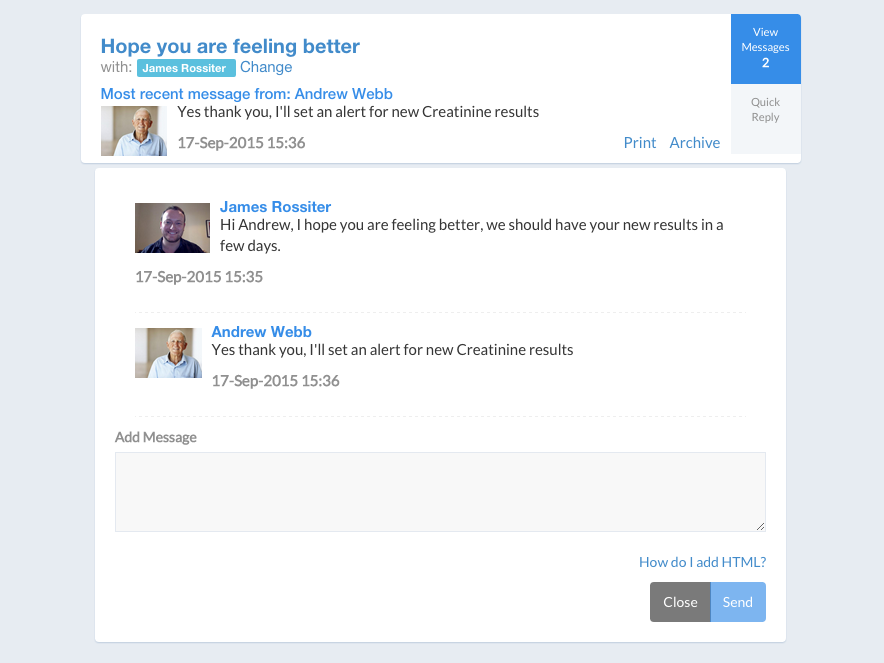 Hope you are feeling better
with: James Rossiter Change
Most recent message from: Andrew Webb
Yes thank you, I'll set an alert for new Creatinine results
17-Sep-2015 15:36
Print Archive
View
Messages
2
Quick
Reply
James Rossiter
Hi Andrew, I hope you are feeling better, we should have your new results in a
few days.
17-Sep-2015 15:35
Andrew Webb
Yes thank you, I'll set an alert for new Creatinine results
17-Sep-2015 15:36
Add Message
How do I add HTML?
Close Send